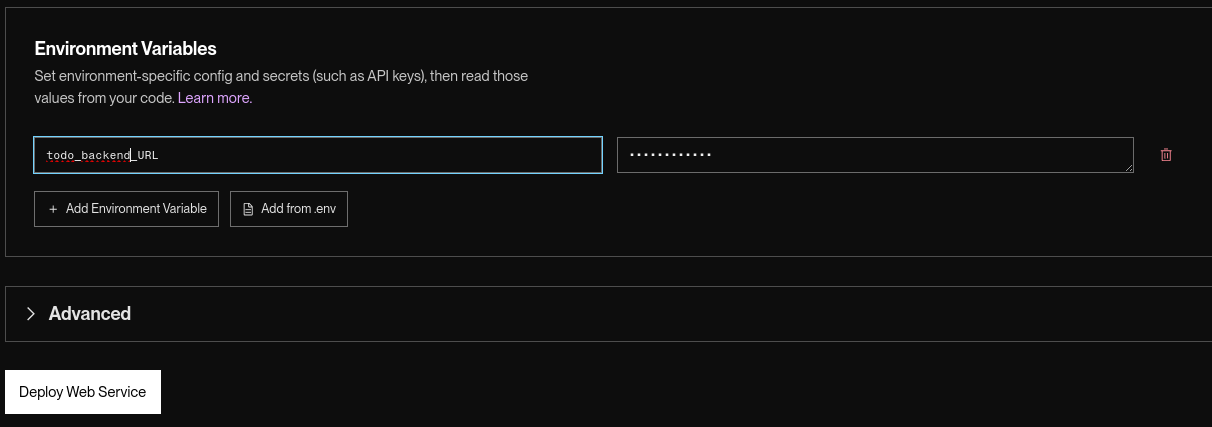 Environment Variables
Set environment-specific config and secrets (such as API keys), then read those
values from your code. Learn more.
todo_backend_URL
••••••••••••
+ Add Environment Variable
Add from .env
Advanced
Deploy Web Service